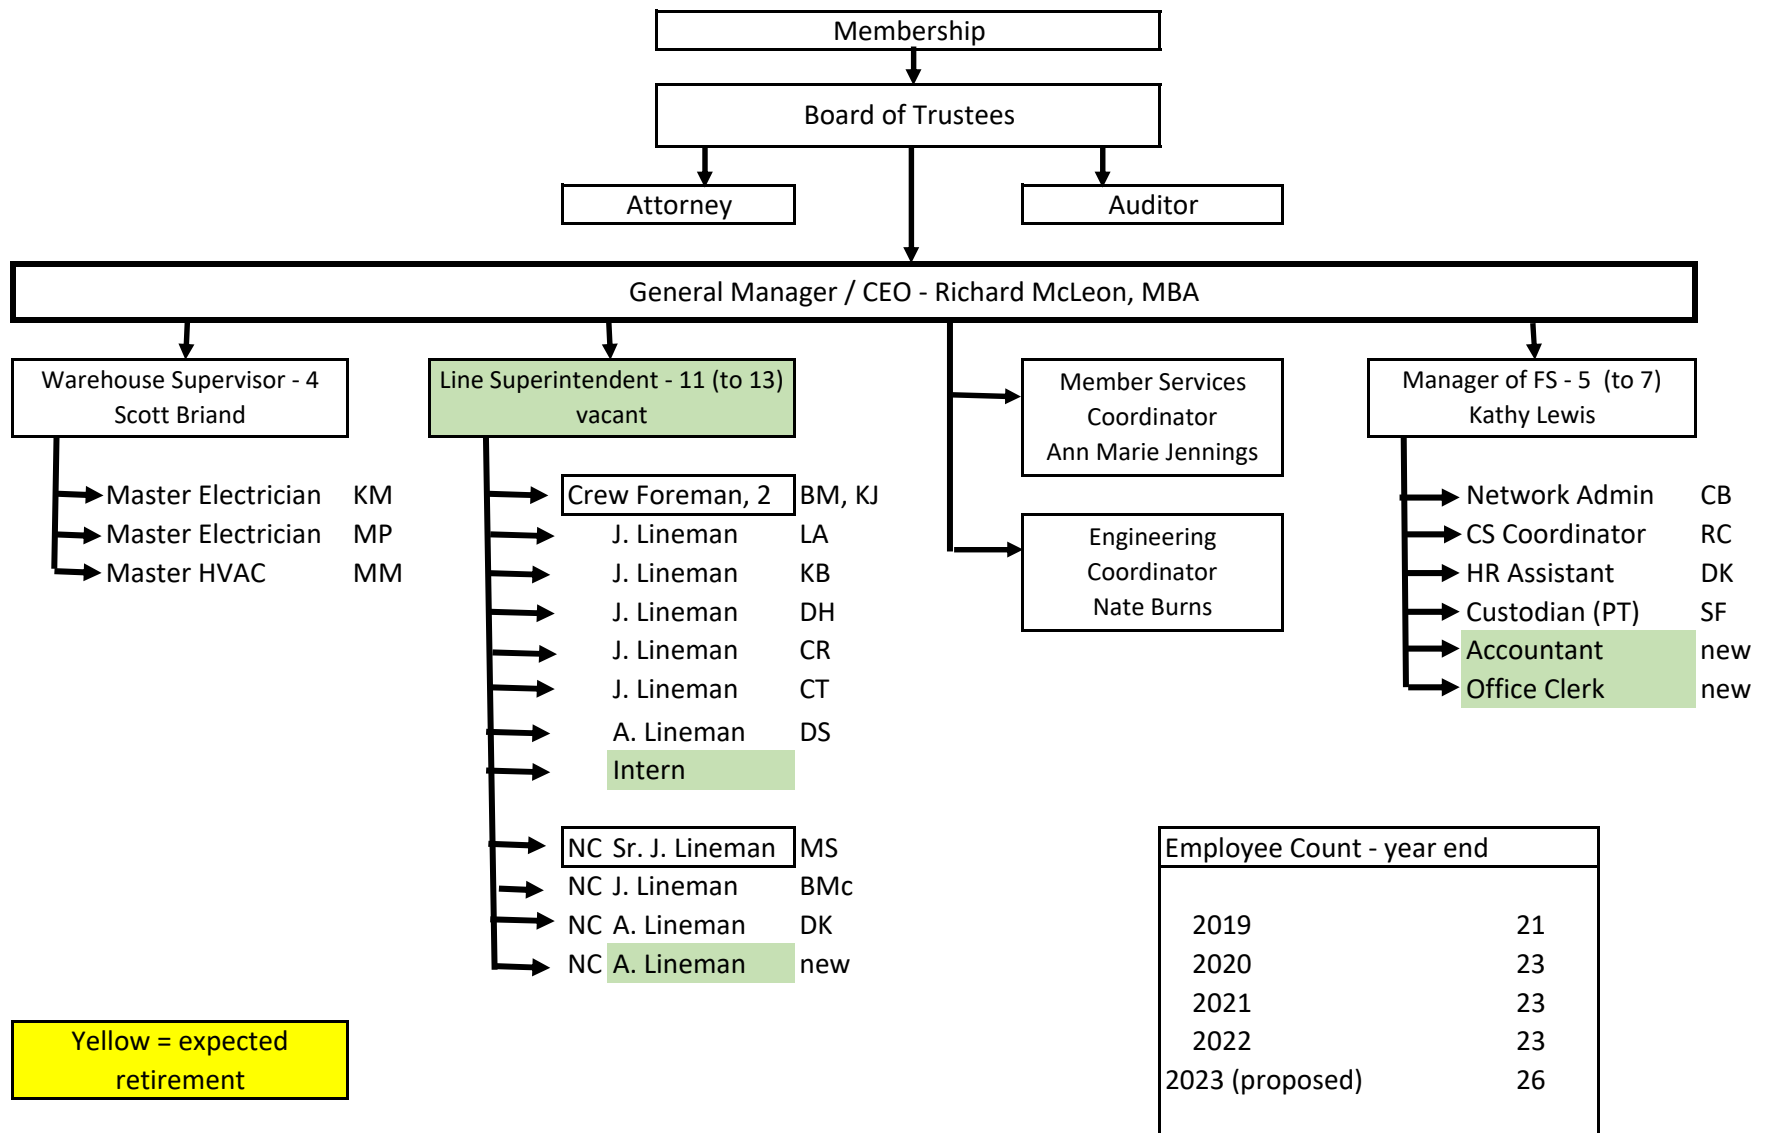 Membership
Board of Trustees
Attorney
Auditor
General Manager / CEO - Richard McLeon, MBA
Warehouse Supervisor - 4
Scott Briand
Master Electrician KM
Master Electrician MP
Master HVAC MM
Line Superintendent - 11 (to 13)
vacant
Crew Foreman, 2 BM, KJ
J. Lineman LA
J. Lineman KB
J. Lineman DH
J. Lineman CR
J. Lineman CT
A. Lineman DS
Intern
NC Sr. J. Lineman MS
NC J. Lineman BMc
NC A. Lineman DK
NC A. Lineman new
Member Services
Coordinator
Ann Marie Jennings
Engineering
Coordinator
Nate Burns
Manager of FS - 5 (to 7)
Kathy Lewis
Network Admin CB
CS Coordinator RC
HR Assistant DK
Custodian (PT) SF
Accountant new
Office Clerk new
Yellow = expected
retirement
Employee Count - year end
2019 21
2020 23
2021 23
2022 23
2023 (proposed) 26